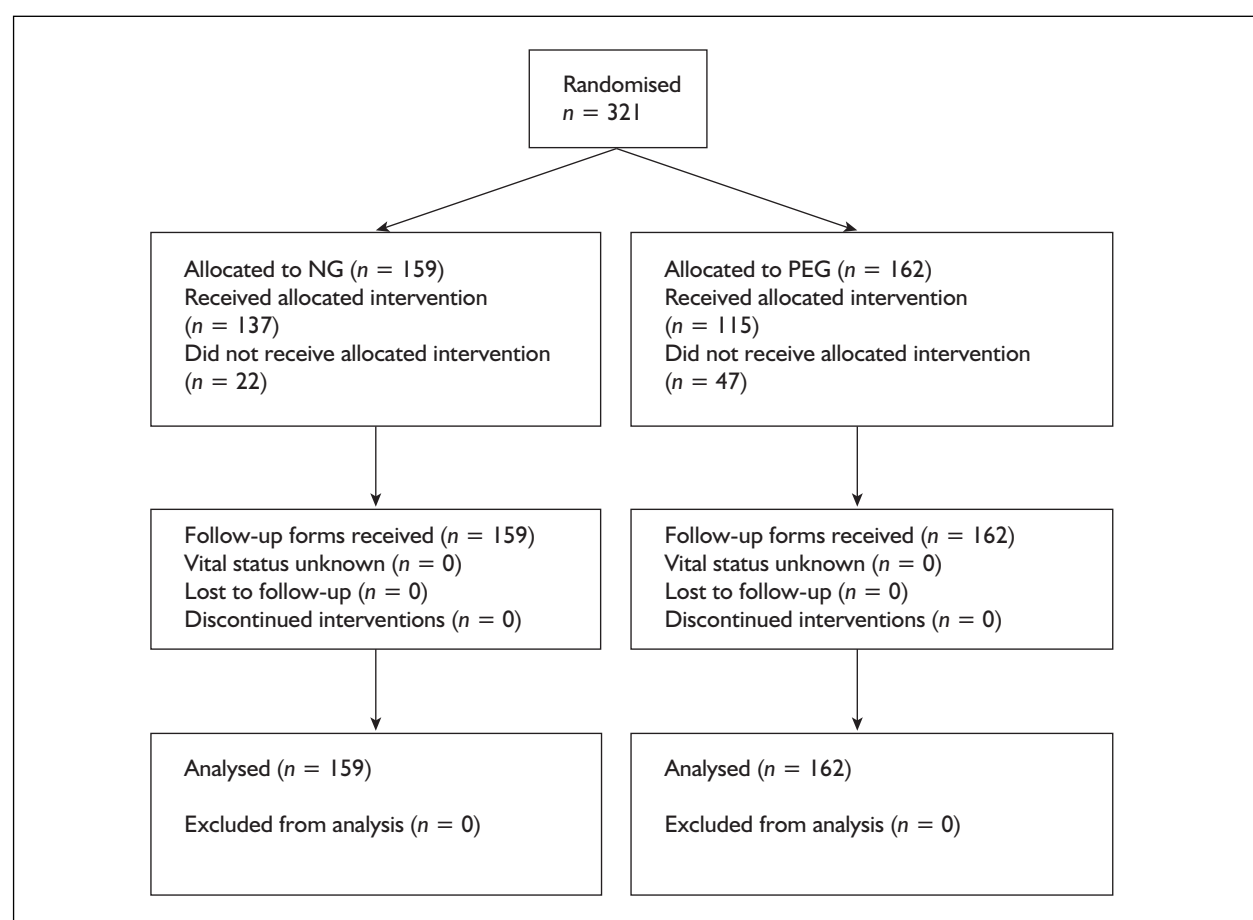 Randomised
n = 321
Allocated to NG (n = 159)
Received allocated intervention
(n = 137)
Did not receive allocated intervention
(n = 22)
Allocated to PEG (n = 162)
Received allocated intervention
(n = 115)
Did not receive allocated intervention
(n = 47)
Follow-up forms received (n = 159)
Vital status unknown (n = 0)
Lost to follow-up (n = 0)
Discontinued interventions (n = 0)
Follow-up forms received (n = 162)
Vital status unknown (n = 0)
Lost to follow-up (n = 0)
Discontinued interventions (n = 0)
Analysed (n = 159)
Excluded from analysis (n = 0)
Analysed (n = 162)
Excluded from analysis (n = 0)